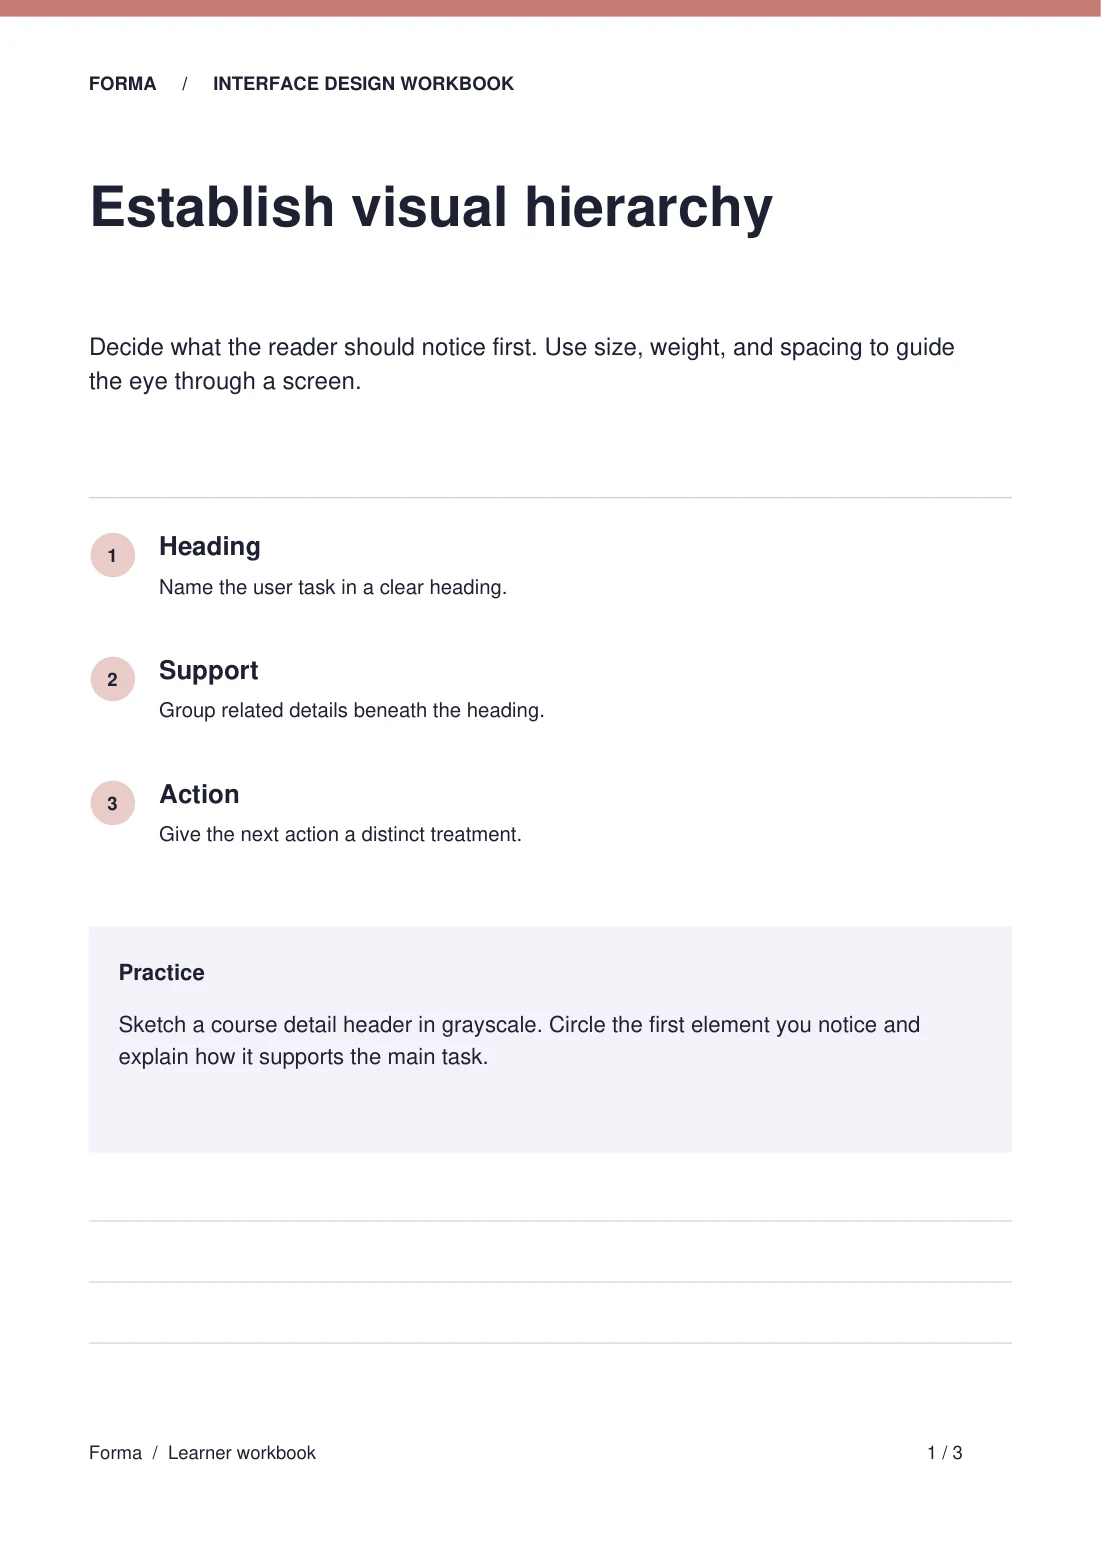 FORMA / INTERFACE DESIGN WORKBOOK
Establish visual hierarchy
Decide what the reader should notice first. Use size, weight, and spacing to guide
the eye through a screen.
1 Heading
Name the user task in a clear heading.
2 Support
Group related details beneath the heading.
3 Action
Give the next action a distinct treatment.
Practice
Sketch a course detail header in grayscale. Circle the first element you notice and
explain how it supports the main task.
Forma / Learner workbook 1 / 3